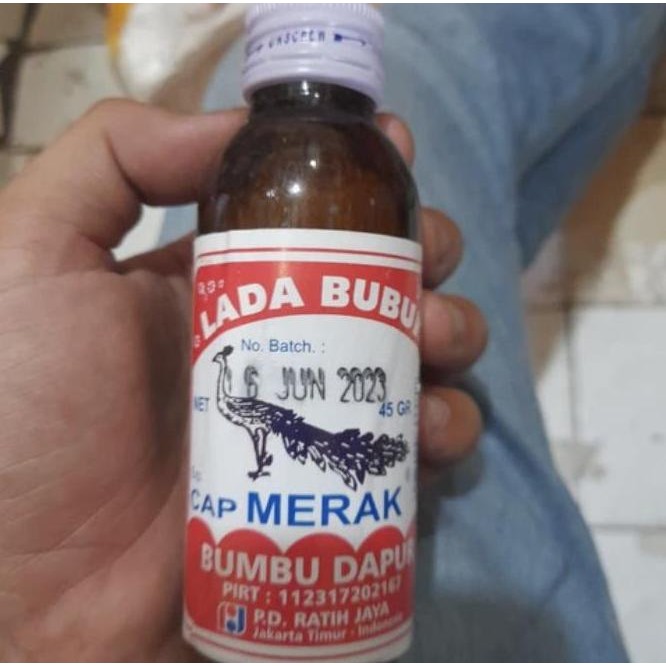 LADA BUBU
No. Batch. :
6 JUN 2023
NET 45 GR
CAP MERAK
BUMBU DAPUR
PIRT : 112317202167
P.D. RATIH JAYA
Jakarta Timur - Indonesia